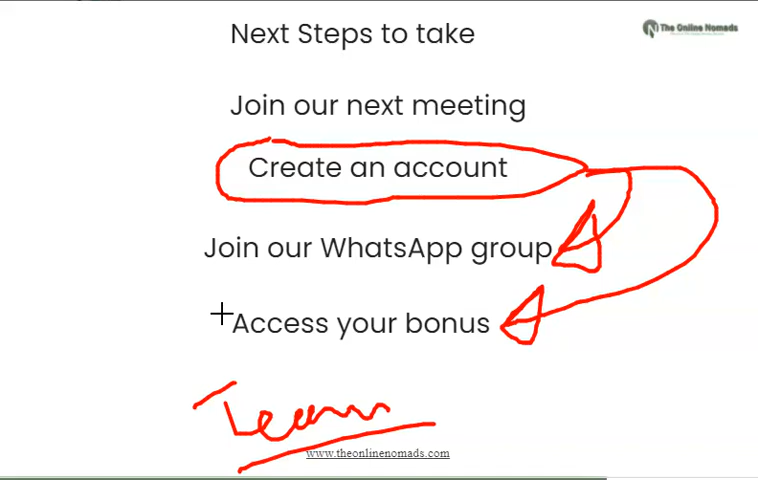 The Online Nomads
Next Steps to take
Join our next meeting
Create an account
Join our WhatsApp group
Access your bonus
Team
www.theonlinenomads.com